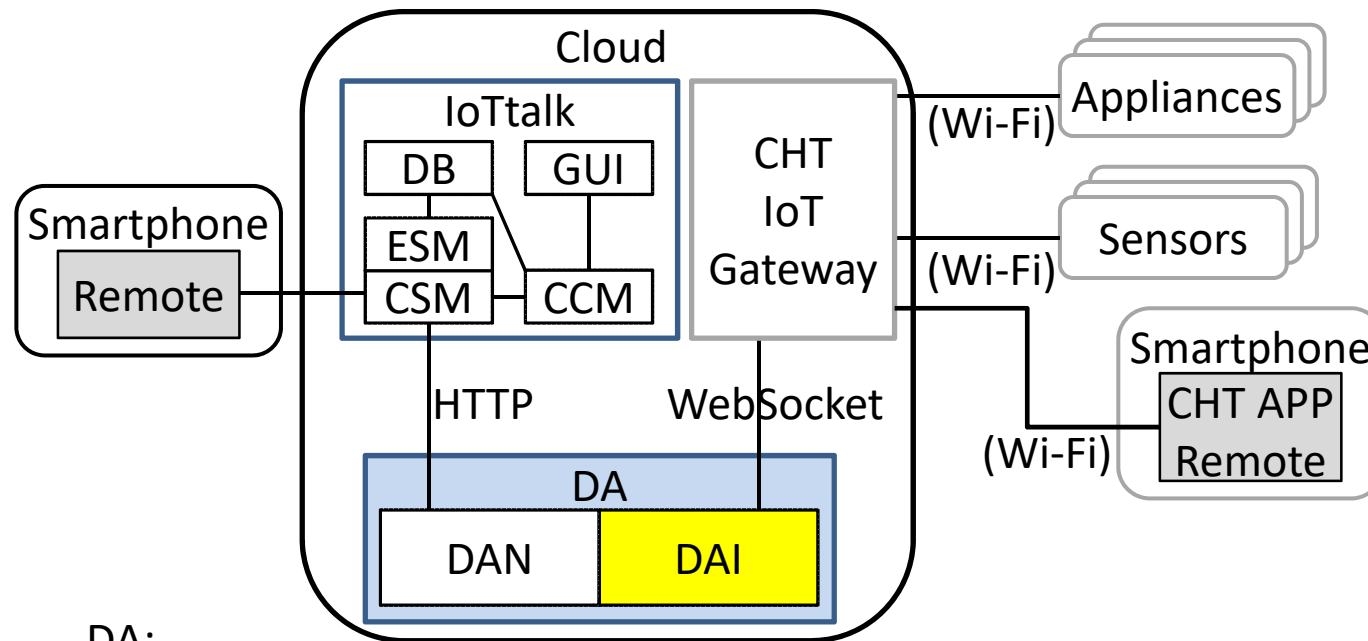 Cloud
IoTtalk
DB
GUI
ESM
CSM
CCM
Smartphone
Remote
CHT
IoT
Gateway
(Wi-Fi)
Appliances
(Wi-Fi)
Sensors
(Wi-Fi)
Smartphone
CHT APP
Remote
HTTP
WebSocket
DA
DAN
DAI
DA: